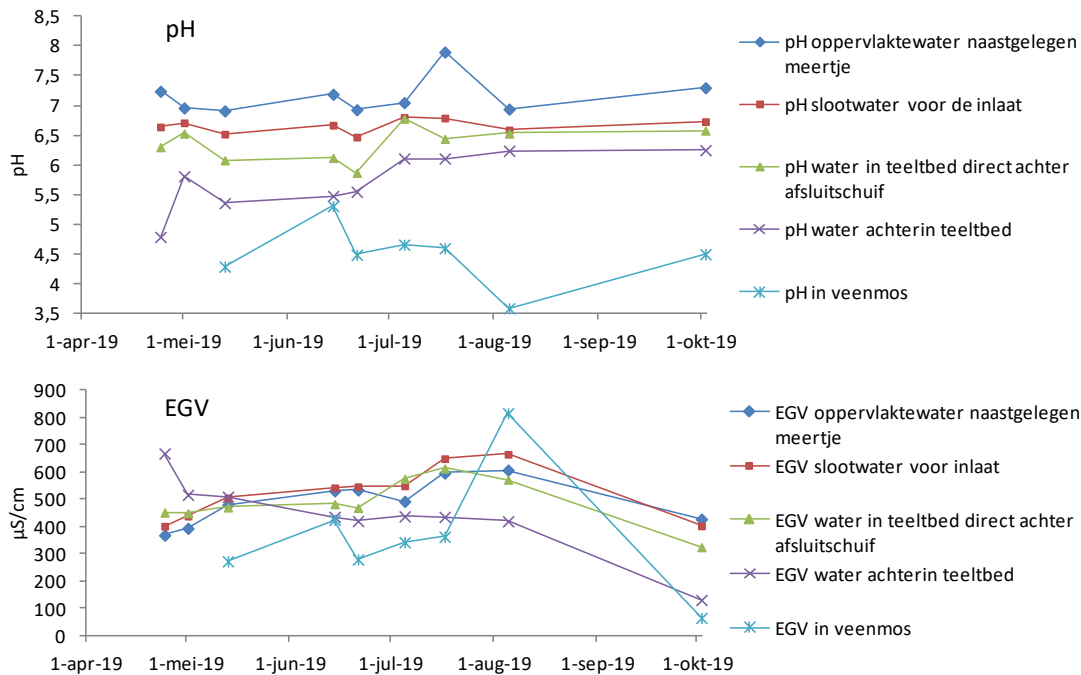 pH
8,5
8
7,5
7
6,5
6
5,5
5
4,5
4
3,5
pH
1-apr-19 1-mei-19 1-jun-19 1-jul-19 1-aug-19 1-sep-19 1-okt-19
pH oppervlaktewater naastgelegen
meertje
pH slootwater voor de inlaat
pH water in teeltbed direct achter
afsluitschuif
pH water achterin teeltbed
pH in veenmos
EGV
900
800
700
600
500
400
300
200
100
0
µS/cm
1-apr-19 1-mei-19 1-jun-19 1-jul-19 1-aug-19 1-sep-19 1-okt-19
EGV oppervlaktewater naastgelegen
meertje
EGV slootwater voor inlaat
EGV water in teeltbed direct achter
afsluitschuif
EGV water achterin teeltbed
EGV in veenmos